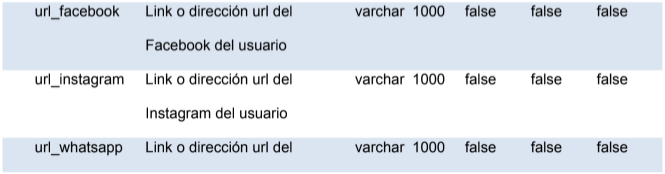 url_facebook Link o dirección url del varchar 1000 false false false
Facebook del usuario
url_instagram Link o dirección url del varchar 1000 false false false
Instagram del usuario
url_whatsapp Link o dirección url del varchar 1000 false false false